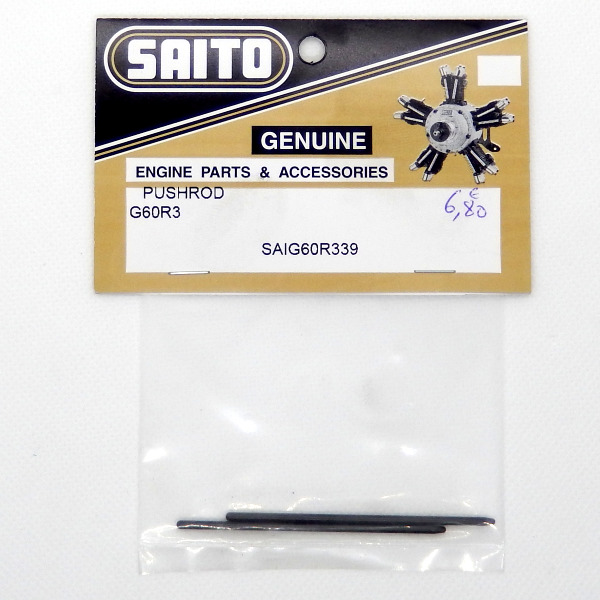 SAITO
GENUINE
ENGINE PARTS & ACCESSORIES
PUSHROD
G60R3
6,80 €
SAIG60R339